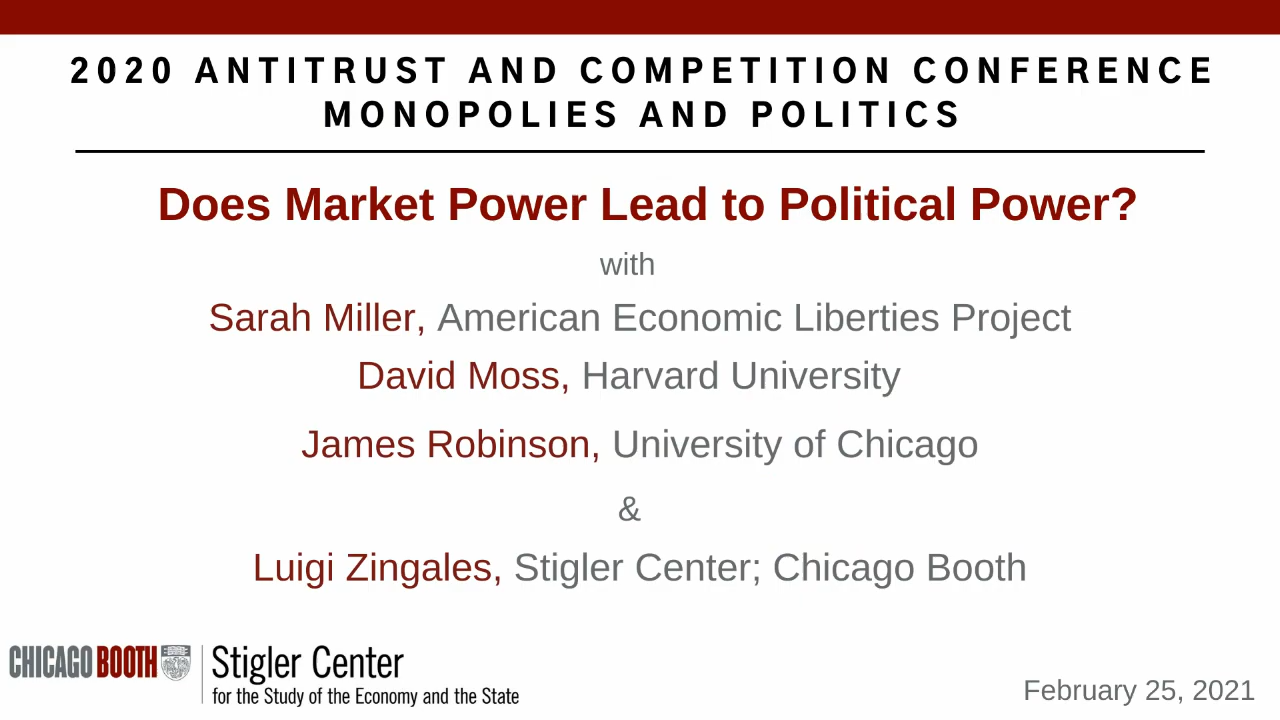 2020 ANTITRUST AND COMPETITION CONFERENCE
MONOPOLIES AND POLITICS
Does Market Power Lead to Political Power?
with
Sarah Miller, American Economic Liberties Project
David Moss, Harvard University
James Robinson, University of Chicago
&
Luigi Zingales, Stigler Center; Chicago Booth
CHICAGO BOOTH
Stigler Center
for the Study of the Economy and the State
February 25, 2021